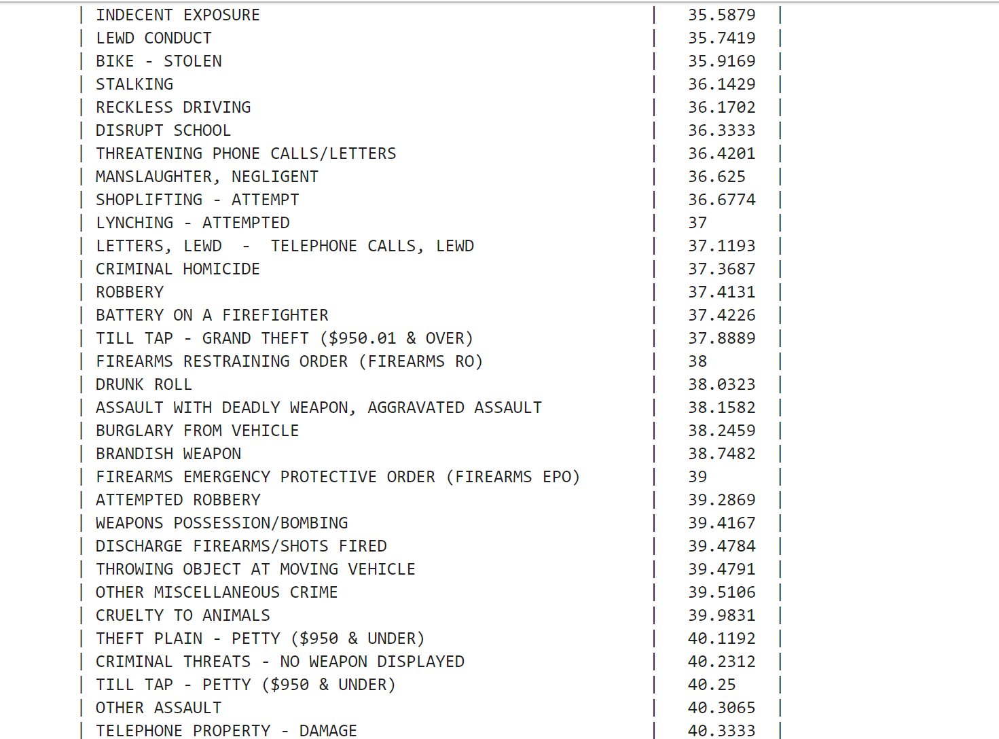 | INDECENT EXPOSURE | 35.5879 |
| LEWD CONDUCT | 35.7419 |
| BIKE - STOLEN | 35.9169 |
| STALKING | 36.1429 |
| RECKLESS DRIVING | 36.1702 |
| DISRUPT SCHOOL | 36.3333 |
| THREATENING PHONE CALLS/LETTERS | 36.4201 |
| MANSLAUGHTER, NEGLIGENT | 36.625 |
| SHOPLIFTING - ATTEMPT | 36.6774 |
| LYNCHING - ATTEMPTED | 37 |
| LETTERS, LEWD  -  TELEPHONE CALLS, LEWD | 37.1193 |
| CRIMINAL HOMICIDE | 37.3687 |
| ROBBERY | 37.4131 |
| BATTERY ON A FIREFIGHTER | 37.4226 |
| TILL TAP - GRAND THEFT ($950.01 & OVER) | 37.8889 |
| FIREARMS RESTRAINING ORDER (FIREARMS RO) | 38 |
| DRUNK ROLL | 38.0323 |
| ASSAULT WITH DEADLY WEAPON, AGGRAVATED ASSAULT | 38.1582 |
| BURGLARY FROM VEHICLE | 38.2459 |
| BRANDISH WEAPON | 38.7482 |
| FIREARMS EMERGENCY PROTECTIVE ORDER (FIREARMS EPO) | 39 |
| ATTEMPTED ROBBERY | 39.2869 |
| WEAPONS POSSESSION/BOMBING | 39.4167 |
| DISCHARGE FIREARMS/SHOTS FIRED | 39.4784 |
| THROWING OBJECT AT MOVING VEHICLE | 39.4791 |
| OTHER MISCELLANEOUS CRIME | 39.5106 |
| CRUELTY TO ANIMALS | 39.9831 |
| THEFT PLAIN - PETTY ($950 & UNDER) | 40.1192 |
| CRIMINAL THREATS - NO WEAPON DISPLAYED | 40.2312 |
| TILL TAP - PETTY ($950 & UNDER) | 40.25 |
| OTHER ASSAULT | 40.3065 |
| TELEPHONE PROPERTY - DAMAGE | 40.3333 |